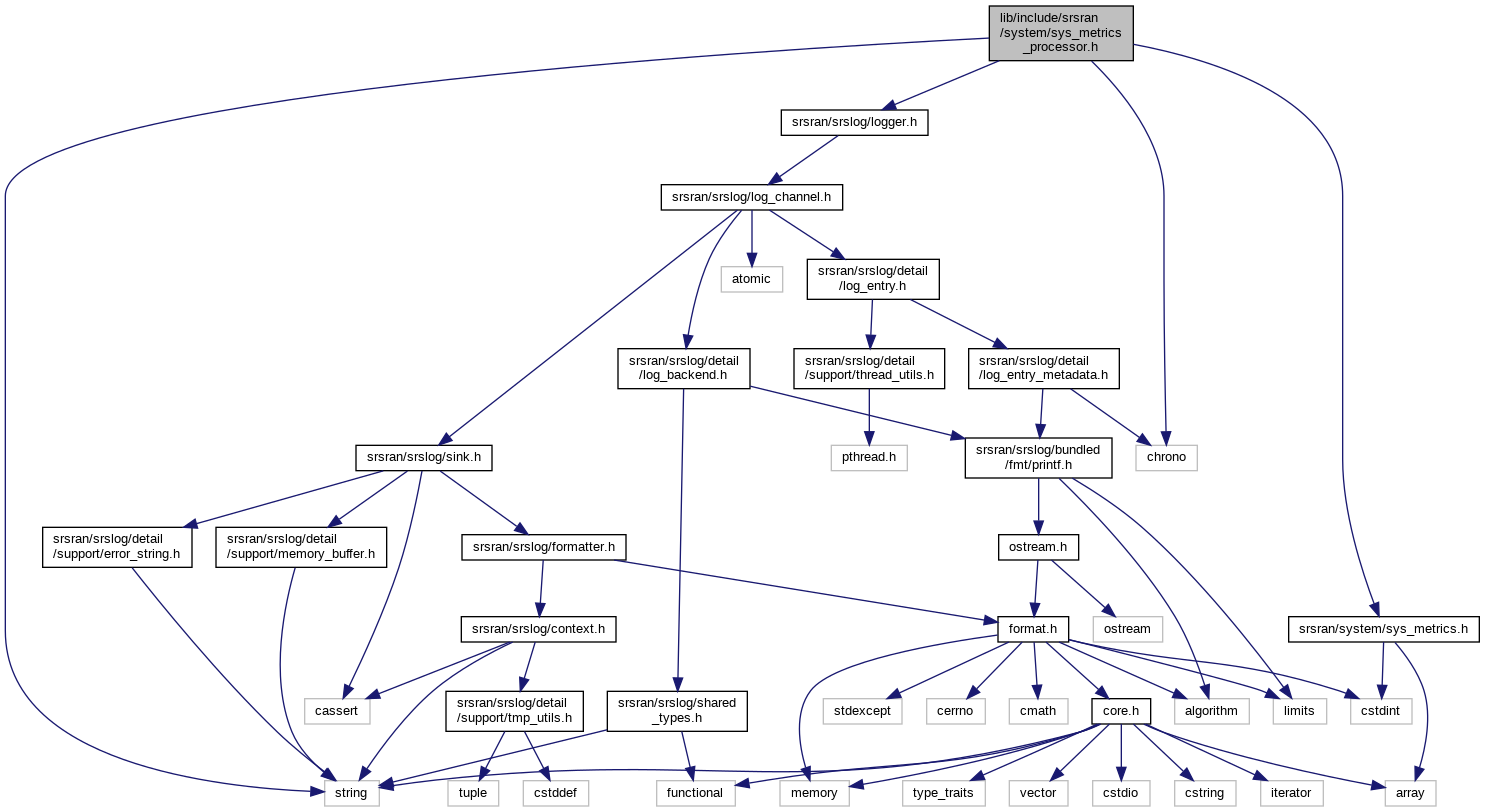 lib/include/srsran
/system/sys_metrics
_processor.h
srsran/srslog/logger.h
srsran/srslog/log_channel.h
atomic
srsran/srslog/detail
/log_entry.h
srsran/srslog/detail
/log_backend.h
srsran/srslog/detail
/support/thread_utils.h
srsran/srslog/detail
/log_entry_metadata.h
srsran/srslog/sink.h
pthread.h
srsran/srslog/bundled
/fmt/printf.h
chrono
srsran/srslog/detail
/support/error_string.h
srsran/srslog/detail
/support/memory_buffer.h
srsran/srslog/formatter.h
ostream.h
srsran/srslog/context.h
format.h
ostream
srsran/system/sys_metrics.h
cassert
srsran/srslog/detail
/support/tmp_utils.h
srsran/srslog/shared
_types.h
stdexcept
cerrno
cmath
core.h
algorithm
limits
cstdint
string
tuple
cstddef
functional
memory
type_traits
vector
cstdio
cstring
iterator
array